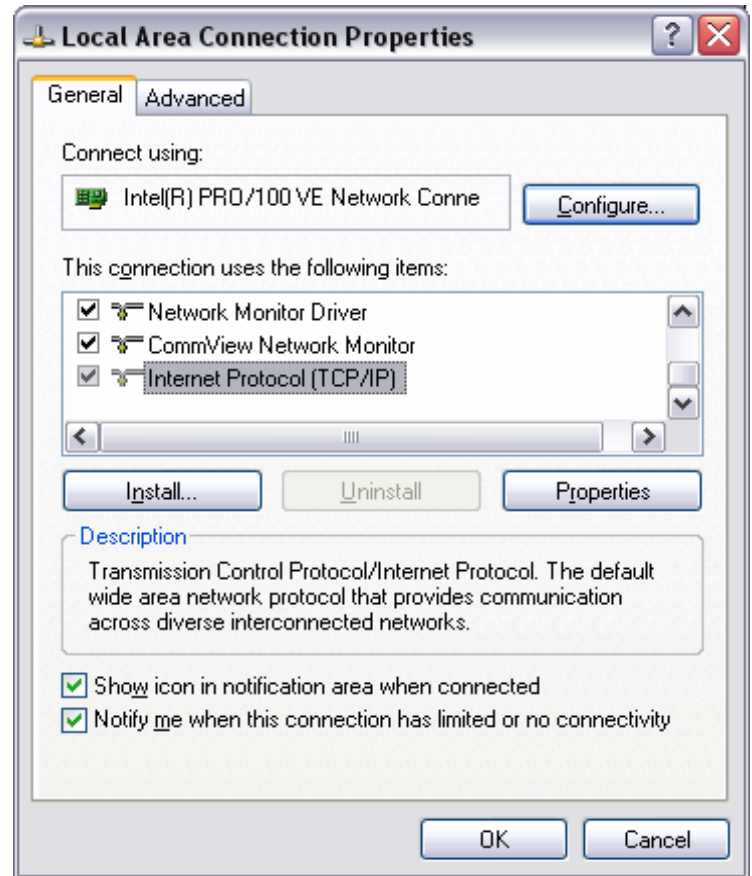 Local Area Connection Properties
General Advanced
Connect using:
Intel(R) PRO/100 VE Network Conne
Configure...
This connection uses the following items:
Network Monitor Driver
CommView Network Monitor
Internet Protocol (TCP/IP)
Install... Uninstall Properties
Description
Transmission Control Protocol/Internet Protocol. The default
wide area network protocol that provides communication
across diverse interconnected networks.
Show icon in notification area when connected
Notify me when this connection has limited or no connectivity
OK Cancel